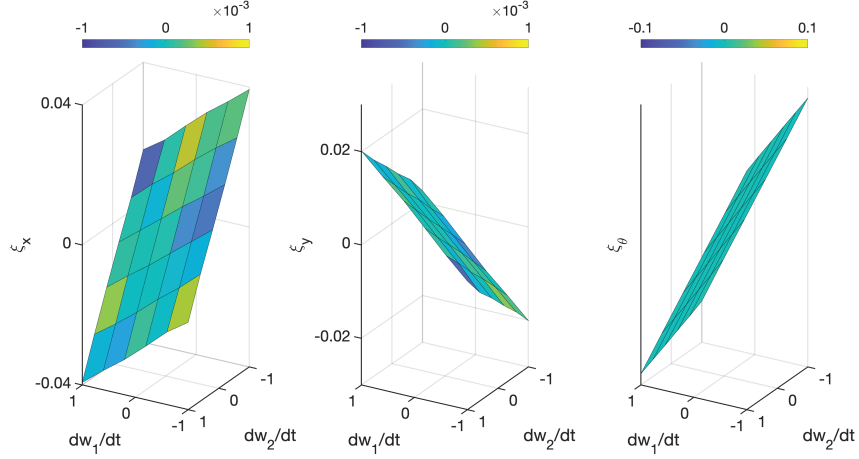 ×10⁻³
-1 0 1
0.04
0
-0.04
ξx
1 0 -1
1 0 -1
dw1/dt
dw2/dt
×10⁻³
-1 0 1
0.02
0
-0.02
ξy
1 0 -1
1 0 -1
dw1/dt
dw2/dt
-0.1 0 0.1
ξθ
1 0 -1
1 0 -1
dw1/dt
dw2/dt